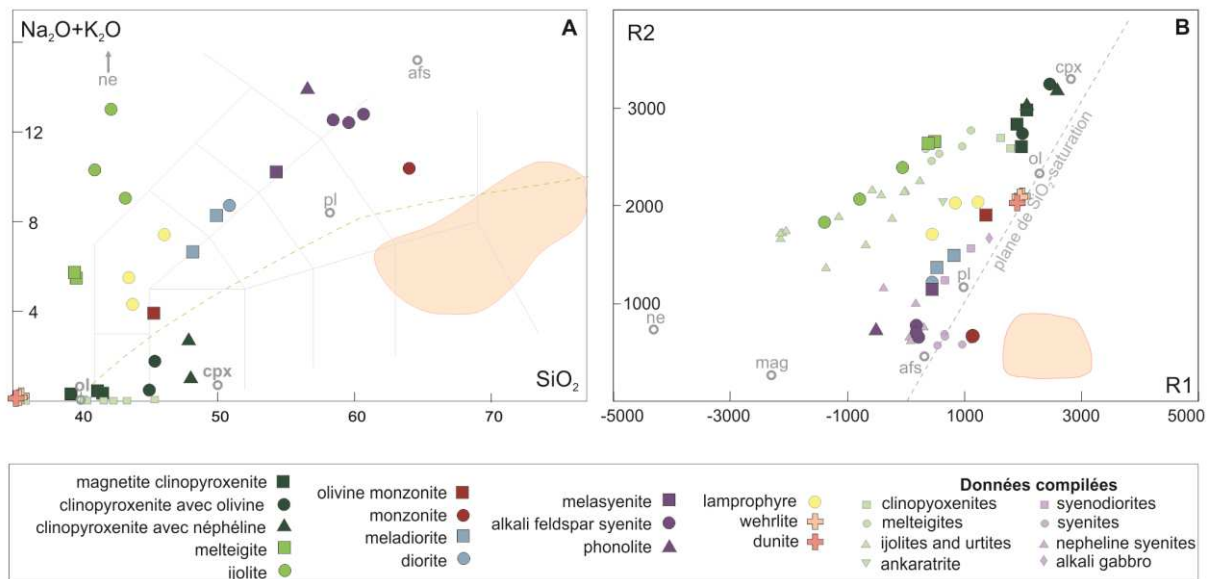 Na2O+K2O
A
ne
afs
12
pl
8
4
ol
cpx
SiO2
40
50
60
70
R2
B
cpx
3000
ol
2000
plane de SiO2-saturation
pl
1000
ne
mag
afs
R1
-5000
-3000
-1000
1000
3000
5000
magnetite clinopyroxenite
clinopyroxenite avec olivine
clinopyroxenite avec néphéline
melteigite
ijolite
olivine monzonite
monzonite
meladiorite
diorite
melasyenite
alkali feldspar syenite
phonolite
lamprophyre
wehrlite
dunite
Données compilées
clinopyoxenites
melteigites
ijolites and urtites
ankaratrite
syenodiorites
syenites
nepheline syenites
alkali gabbro